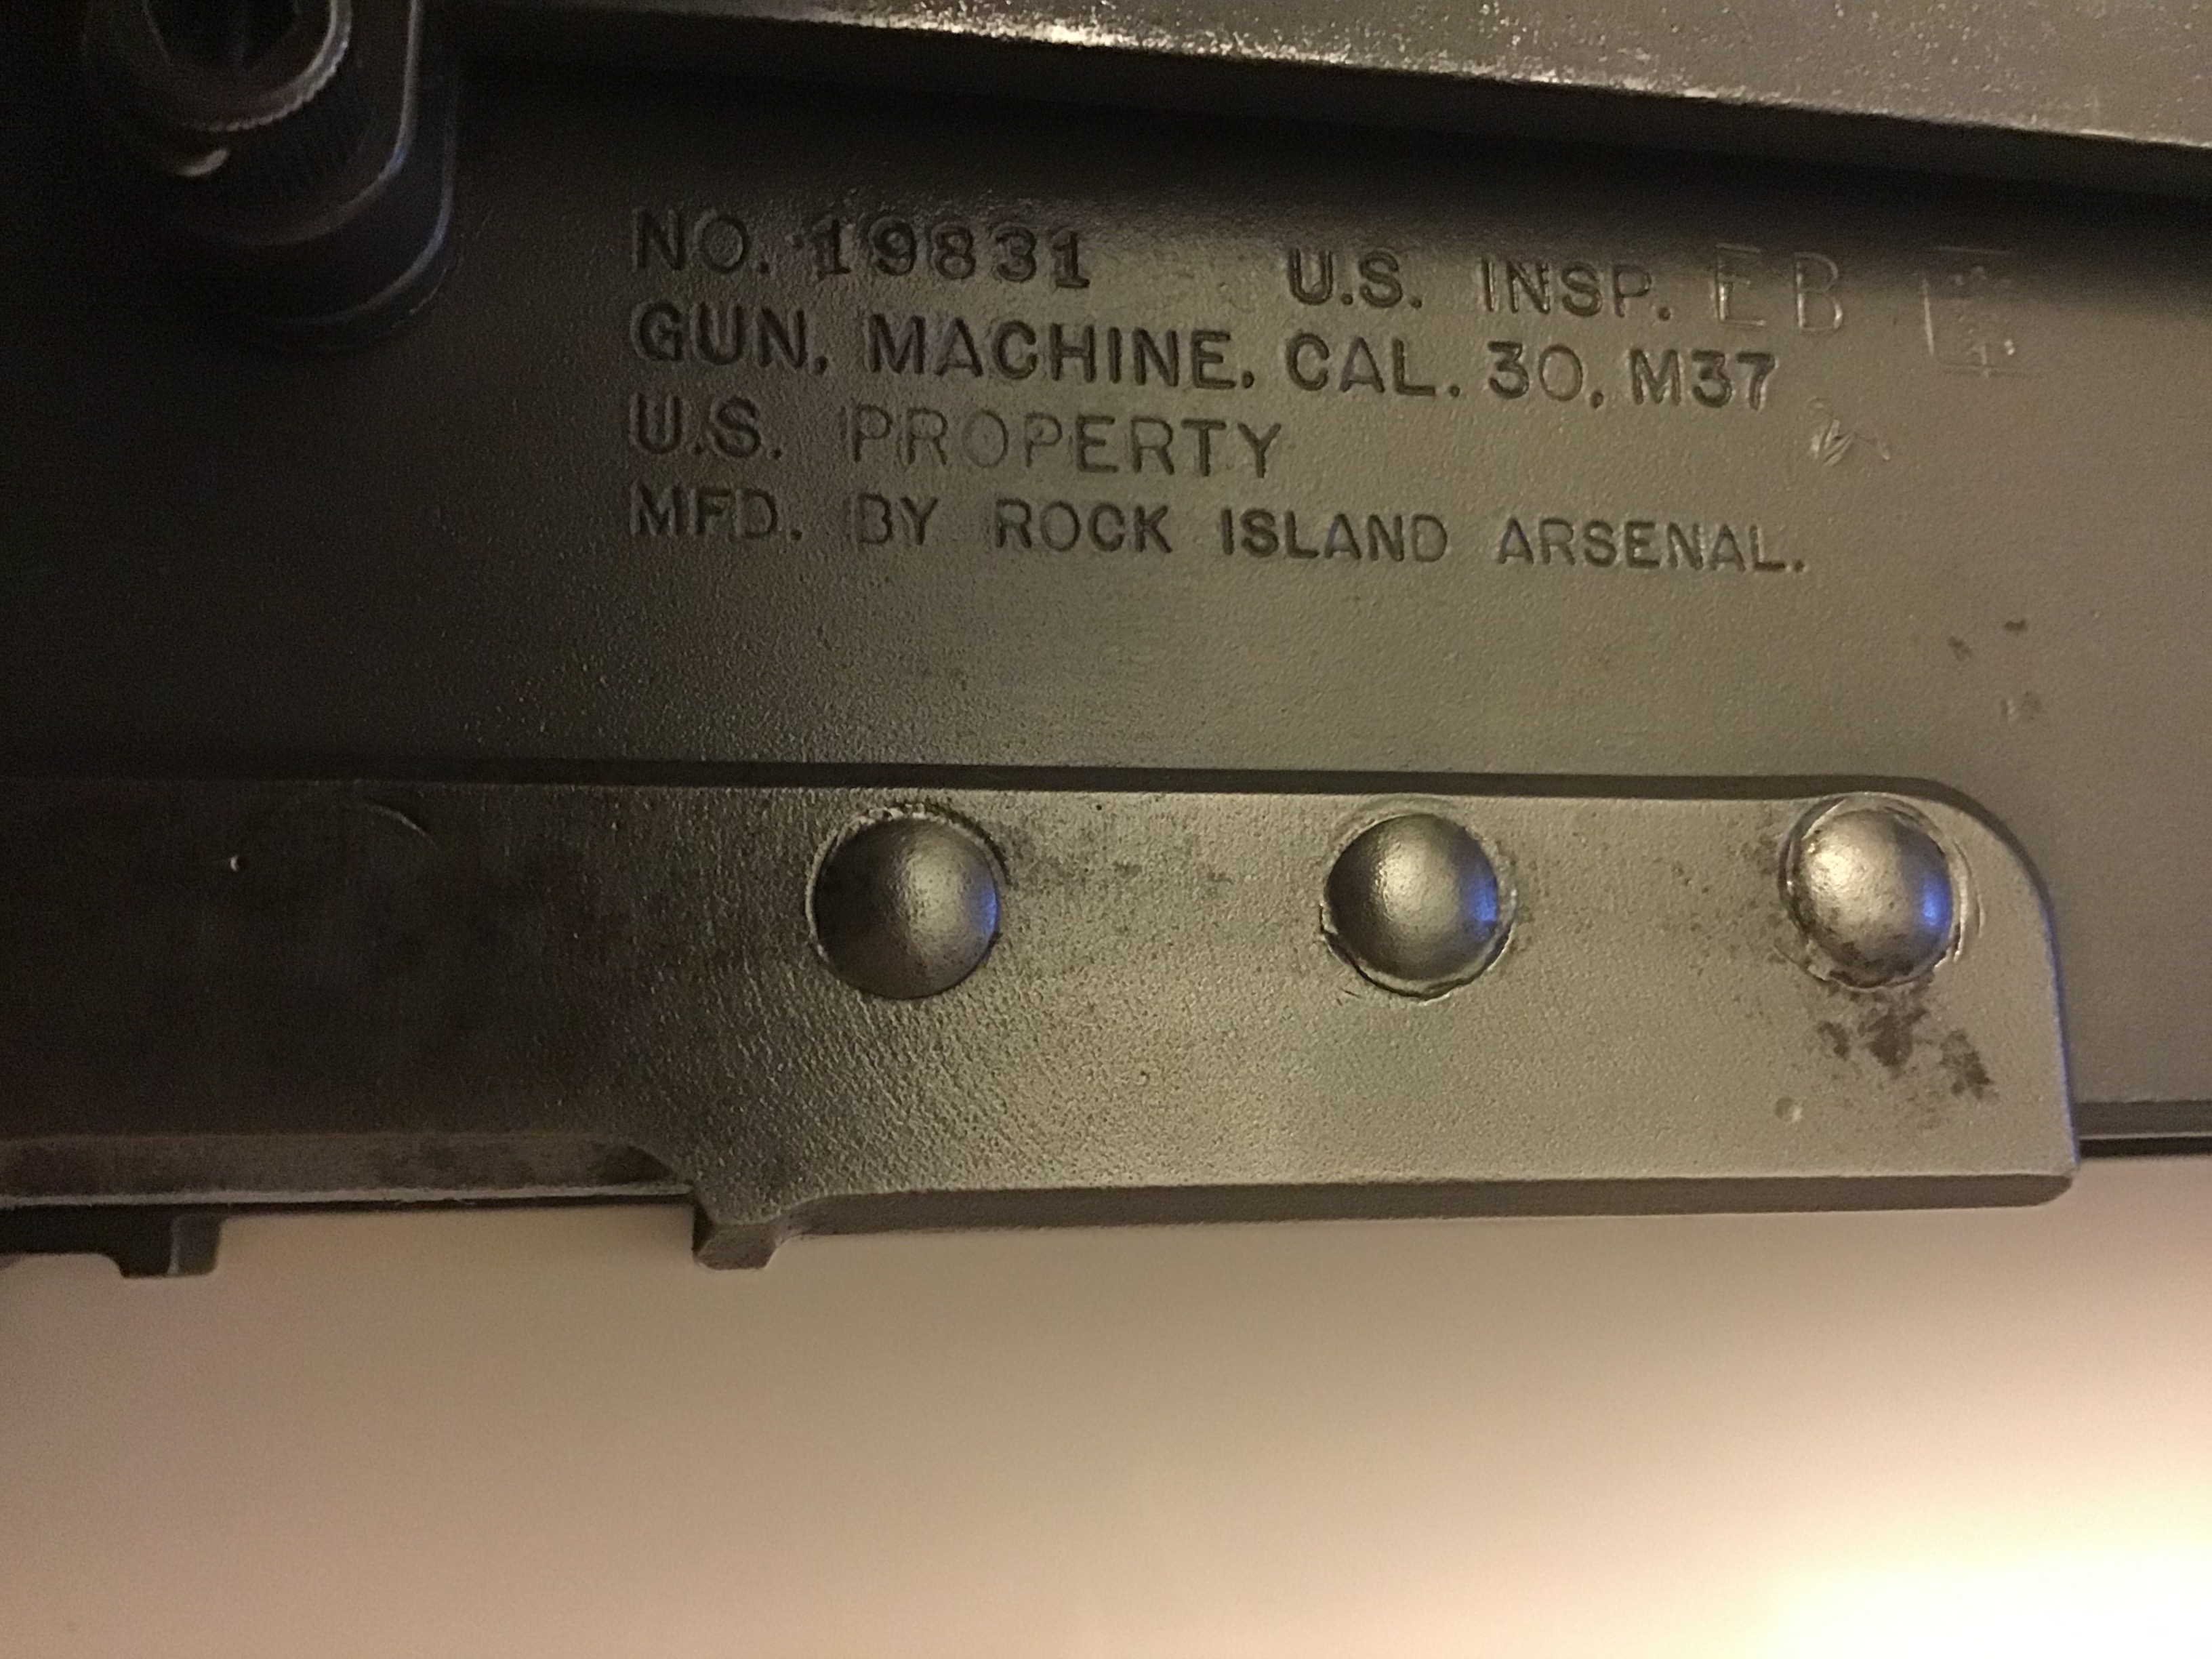 NO. 19831 U.S. INSP. EB
GUN, MACHINE, CAL. 30, M37
U.S. PROPERTY
MFD. BY ROCK ISLAND ARSENAL.